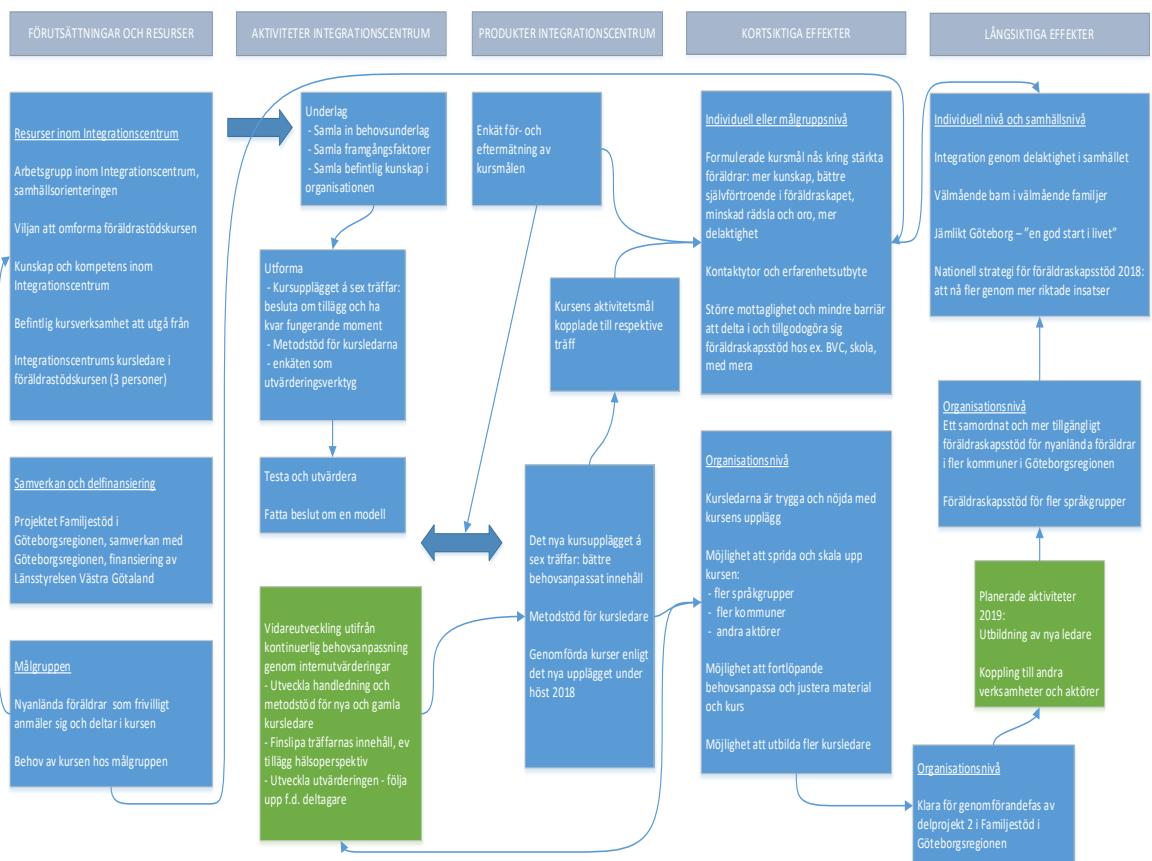 FÖRUTSÄTTNINGAR OCH RESURSER
AKTIVITETER INTEGRATIONSCENTRUM
PRODUKTER INTEGRATIONSCENTRUM
KORTSIKTIGA EFFEKTER
LÅNGSIKTIGA EFFEKTER
Resurser inom Integrationscentrum
Arbetsgrupp inom Integrationscentrum,
samhällsorienteringen
Viljan att omforma föräldrastödskursen
Kunskap och kompetens inom
Integrationscentrum
Befintlig kursverksamhet att utgå från
Integrationscentrums kursledare i
föräldrastödskursen (3 personer)
Samverkan och delfinansiering
Projektet Familjestöd i
Göteborgsregionen, samverkan med
Göteborgsregionen, finansiering av
Länsstyrelsen Västra Götaland
Målgruppen
Nyanlända föräldrar som frivilligt
anmäler sig och deltar i kursen
Behov av kursen hos målgruppen
Underlag
- Samla in behovsunderlag
- Samla framgångsfaktorer
- Samla befintlig kunskap i
organisationen
Utforma
- Kursupplägget á sex träffar:
besluta om tillägg och ha
kvar fungerande moment
- Metodstöd för kursledarna
- enkäten som
utvärderingsverktyg
Testa och utvärdera
Fatta beslut om en modell
Vidareutveckling utifrån
kontinuerlig behovsanpassning
genom internutvärderingar
- Utveckla handledning och
metodstöd för nya och gamla
kursledare
- Finslipa träffarnas innehåll, ev
tillägg hälsoperspektiv
- Utveckla utvärderingen - följa
upp f.d. deltagare
Enkät för- och
eftermätning av
kursmålen
Kursens aktivitetsmål
kopplade till respektive
träff
Det nya kursupplägget á
sex träffar: bättre
behovsanpassat innehåll
Metodstöd för kursledare
Genomförda kurser enligt
det nya upplägget under
höst 2018
Individuell eller målgruppsnivå
Formulerade kursmål nås kring stärkta
föräldrar: mer kunskap, bättre
självförtroende i föräldraskapet,
minskad rädsla och oro, mer
delaktighet
Kontaktytor och erfarenhetsutbyte
Större mottaglighet och mindre barriär
att delta i och tillgodogöra sig
föräldraskapsstöd hos ex. BVC, skola,
med mera
Organisationsnivå
Kursledarna är trygga och nöjda med
kursens upplägg
Möjlighet att sprida och skala upp
kursen:
- fler språkgrupper
- fler kommuner
- andra aktörer
Möjlighet att fortlöpande
behovsanpassa och justera material
och kurs
Möjlighet att utbilda fler kursledare
Individuell nivå och samhällsnivå
Integration genom delaktighet i samhället
Välmående barn i välmående familjer
Jämlikt Göteborg – "en god start i livet"
Nationell strategi för föräldraskapsstöd 2018:
att nå fler genom mer riktade insatser
Organisationsnivå
Ett samordnat och mer tillgängligt
föräldraskapsstöd för nyanlända föräldrar
i fler kommuner i Göteborgsregionen
Föräldraskapsstöd för fler språkgrupper
Planerade aktiviteter
2019:
Utbildning av nya ledare
Koppling till andra
verksamheter och aktörer
Organisationsnivå
Klara för genomförandefas av
delprojekt 2 i Familjestöd i
Göteborgsregionen